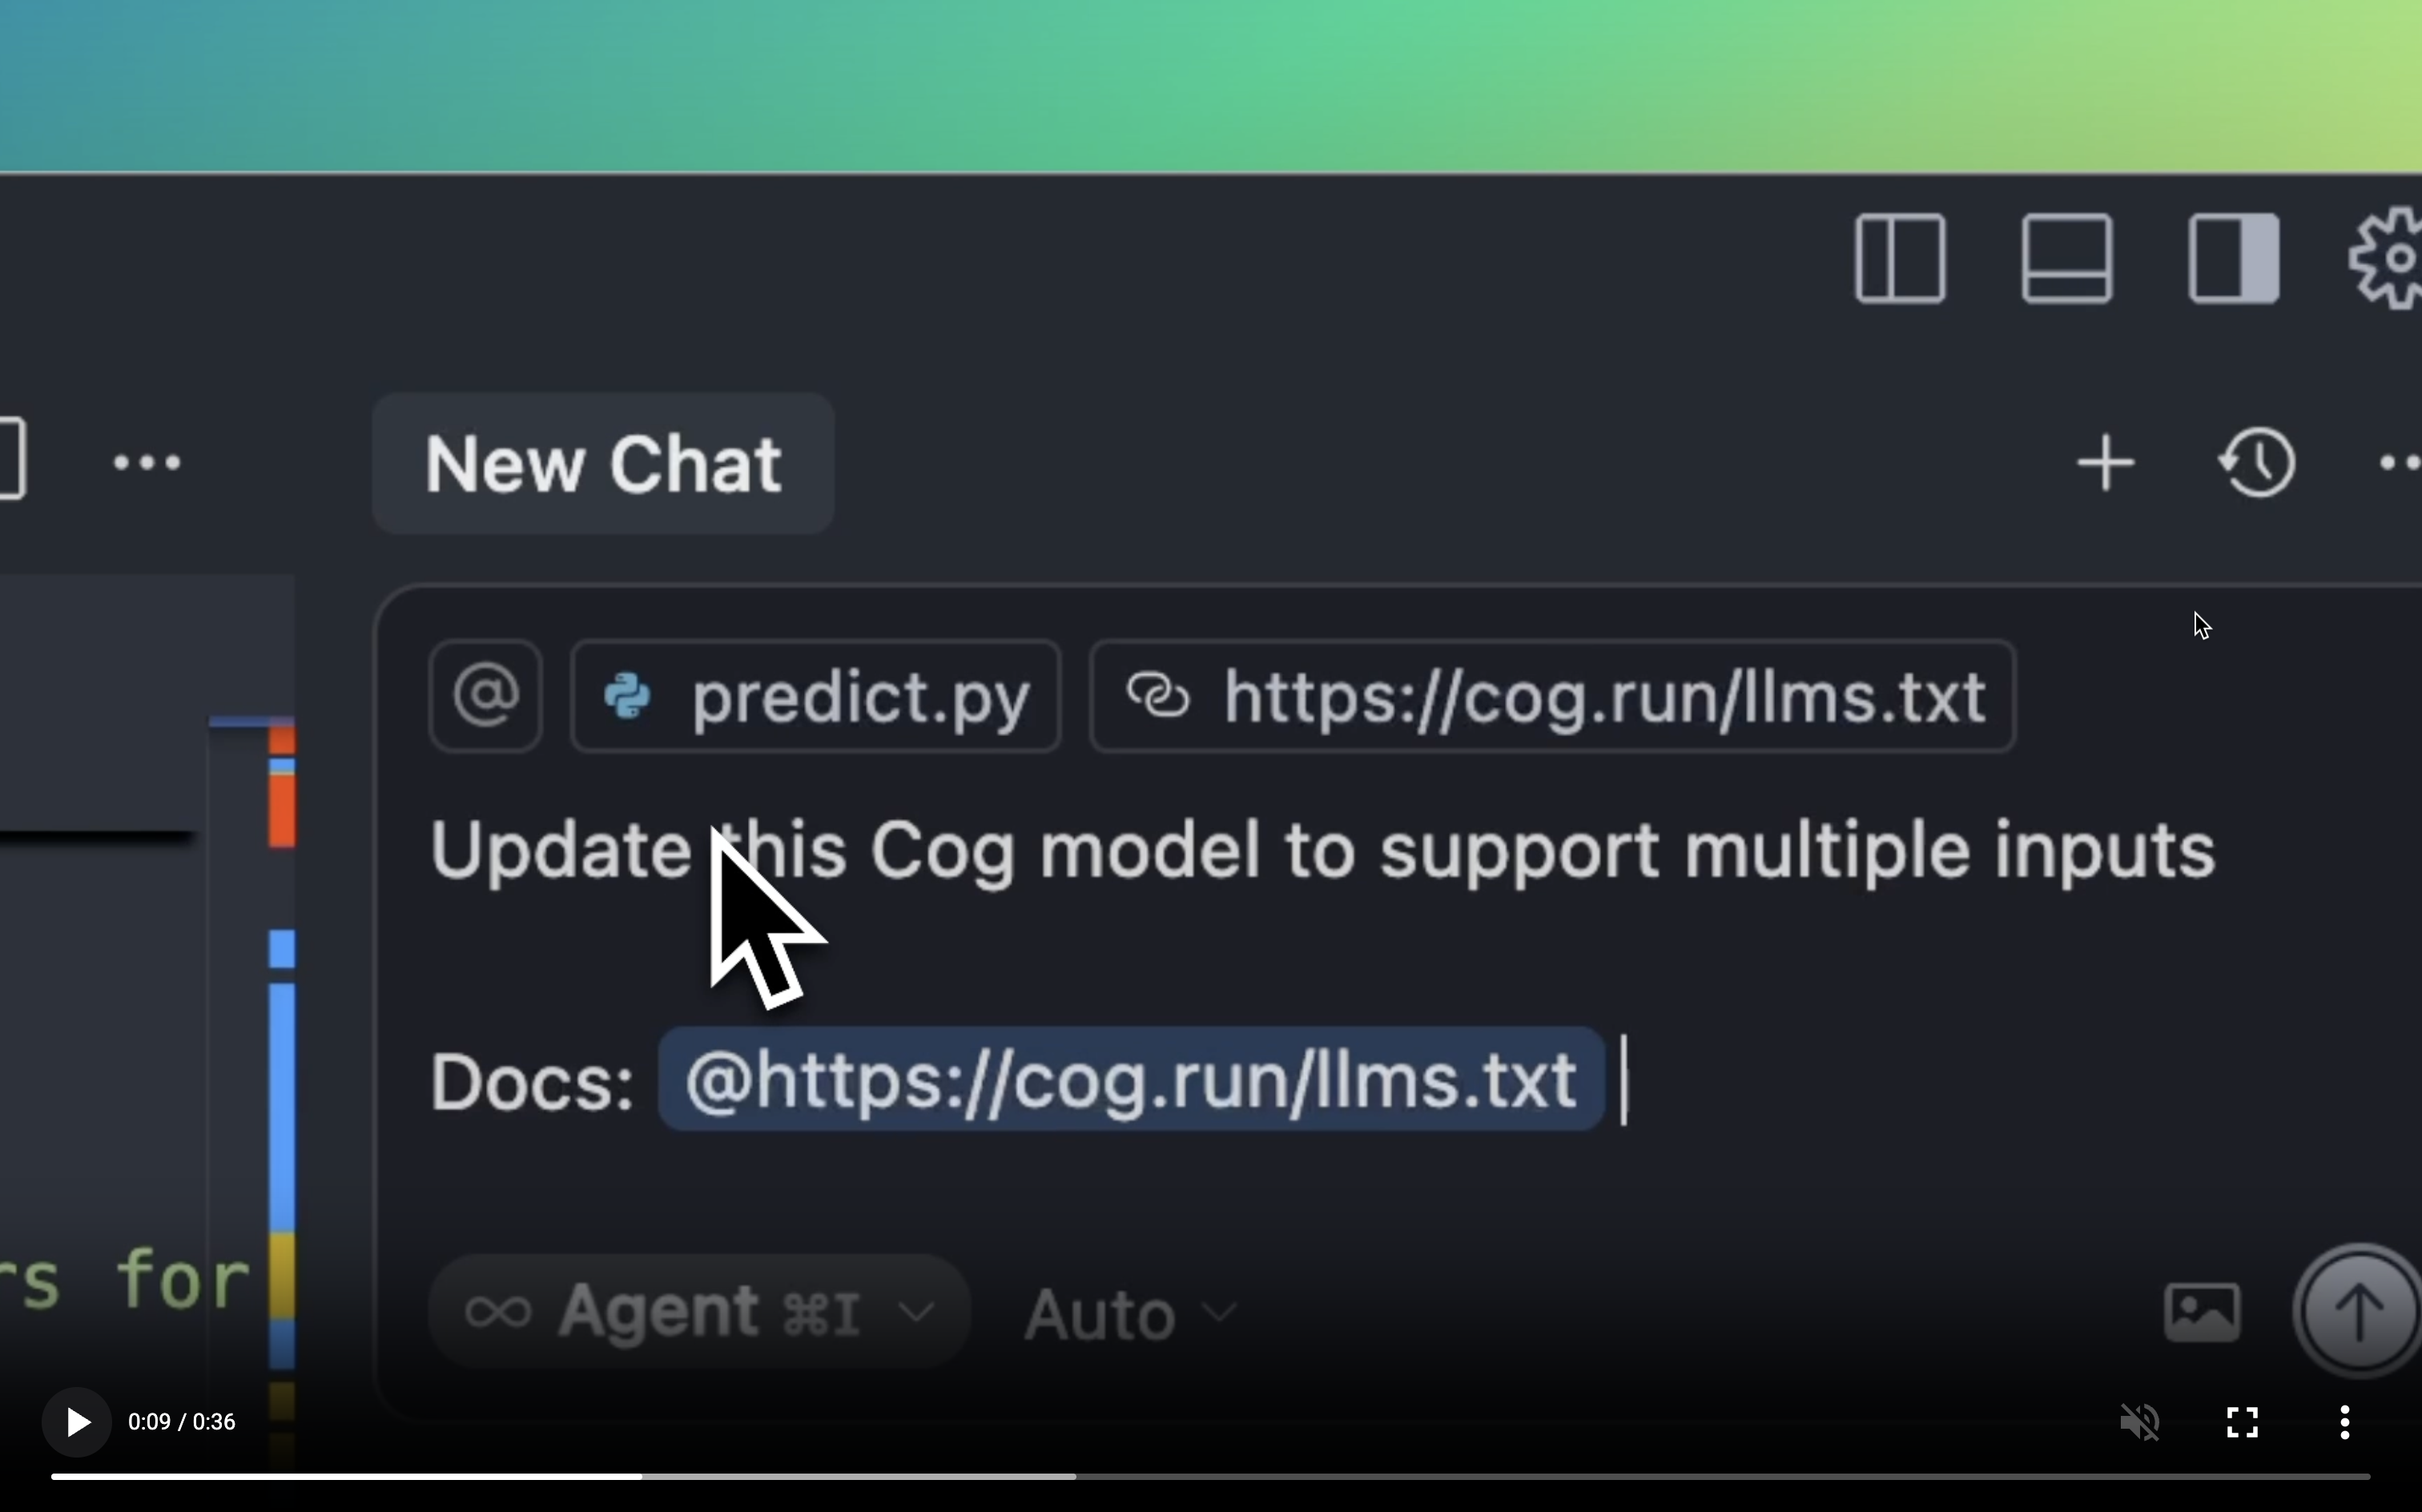 New Chat
@ predict.py https://cog.run/llms.txt
Update this Cog model to support multiple inputs
Docs: @https://cog.run/llms.txt
rs for
Agent ⌘I Auto
0:09 / 0:36